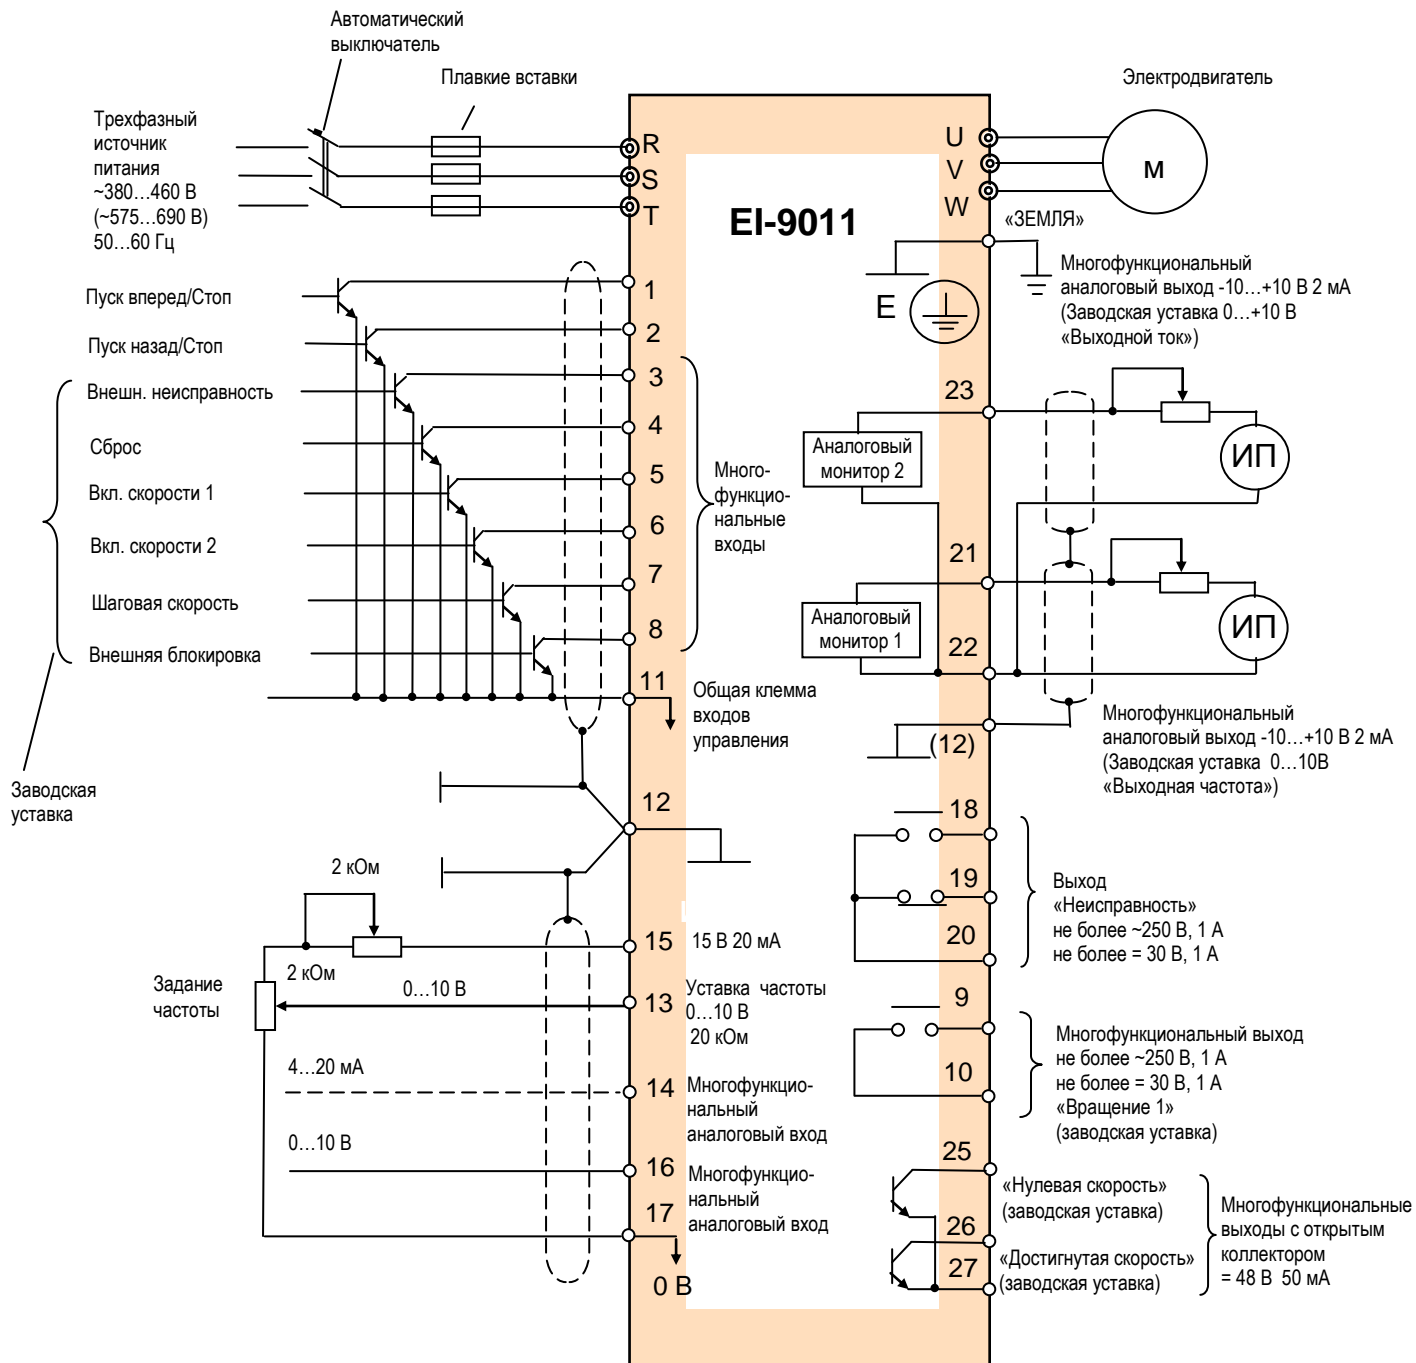 Автоматический
выключатель
Плавкие вставки
Электродвигатель
Трехфазный
источник
питания
~380…460 В
(~575…690 В)
50…60 Гц
R
S
T
U
V
W
М
EI-9011
«ЗЕМЛЯ»
E
Многофункциональный
аналоговый выход -10…+10 В 2 мА
(Заводская уставка 0…+10 В
«Выходной ток»)
Пуск вперед/Стоп
Пуск назад/Стоп
Внешн. неисправность
Сброс
Вкл. скорости 1
Вкл. скорости 2
Шаговая скорость
Внешняя блокировка
Заводская
уставка
1
2
3
4
5
6
7
8
11
Много-
функцио-
нальные
входы
Общая клемма
входов
управления
23
Аналоговый
монитор 2
ИП
21
Аналоговый
монитор 1
22
ИП
(12)
Многофункциональный
аналоговый выход -10…+10 В 2 мА
(Заводская уставка 0…10В
«Выходная частота»)
12
2 кОм
15
15 В 20 мА
Задание
частоты
2 кОм
0…10 В
13
Уставка частоты
0…10 В
20 кОм
4…20 мА
14
Многофункцио-
нальный
аналоговый вход
0…10 В
16
Многофункцио-
нальный
аналоговый вход
17
0 В
18
19
20
Выход
«Неисправность»
не более ~250 В, 1 А
не более = 30 В, 1 А
9
10
Многофункциональный выход
не более ~250 В, 1 А
не более = 30 В, 1 А
«Вращение 1»
(заводская уставка)
25
«Нулевая скорость»
(заводская уставка)
26
27
«Достигнутая скорость»
(заводская уставка)
Многофункциональные
выходы с открытым
коллектором
= 48 В 50 мА